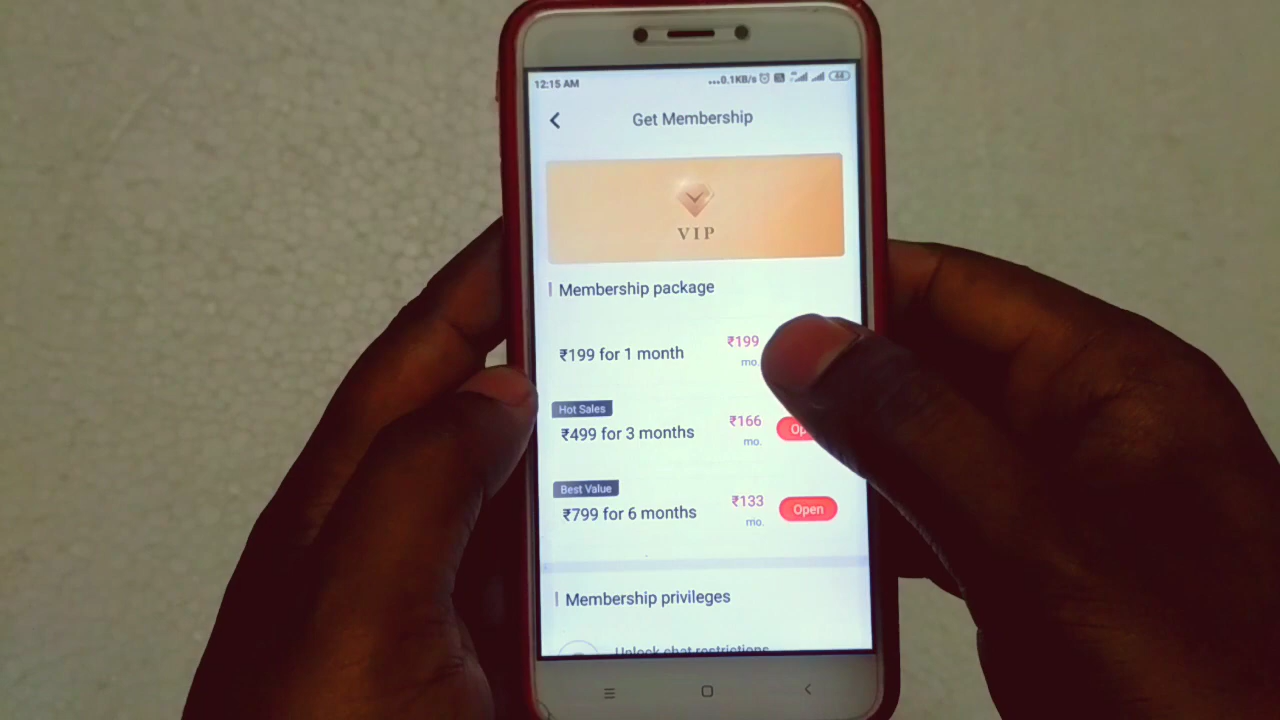 12:15 AM
...0.1KB/s
44
Get Membership
VIP
Membership package
₹199 for 1 month
₹199
mo.
Hot Sales
₹499 for 3 months
₹166
mo.
Op
Best Value
₹799 for 6 months
₹133
mo.
Open
Membership privileges
Unlock chat restrictions